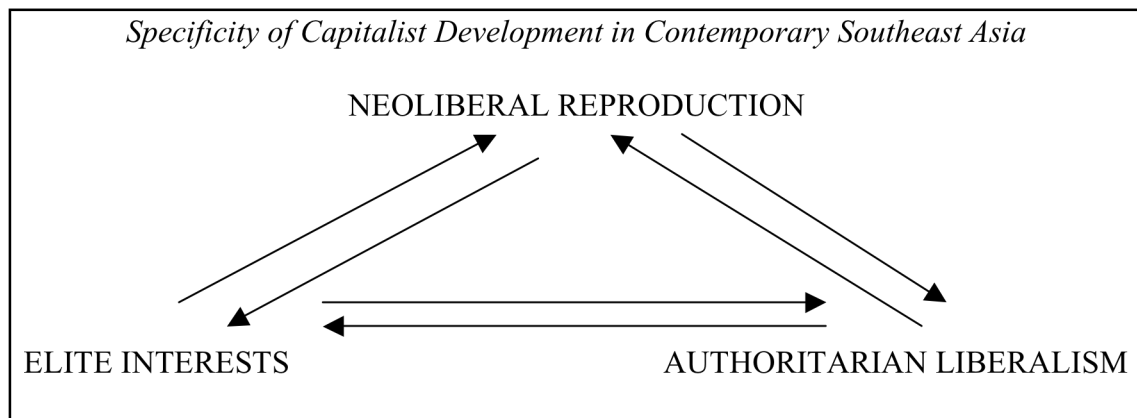 Specificity of Capitalist Development in Contemporary Southeast Asia
NEOLIBERAL REPRODUCTION
ELITE INTERESTS
AUTHORITARIAN LIBERALISM